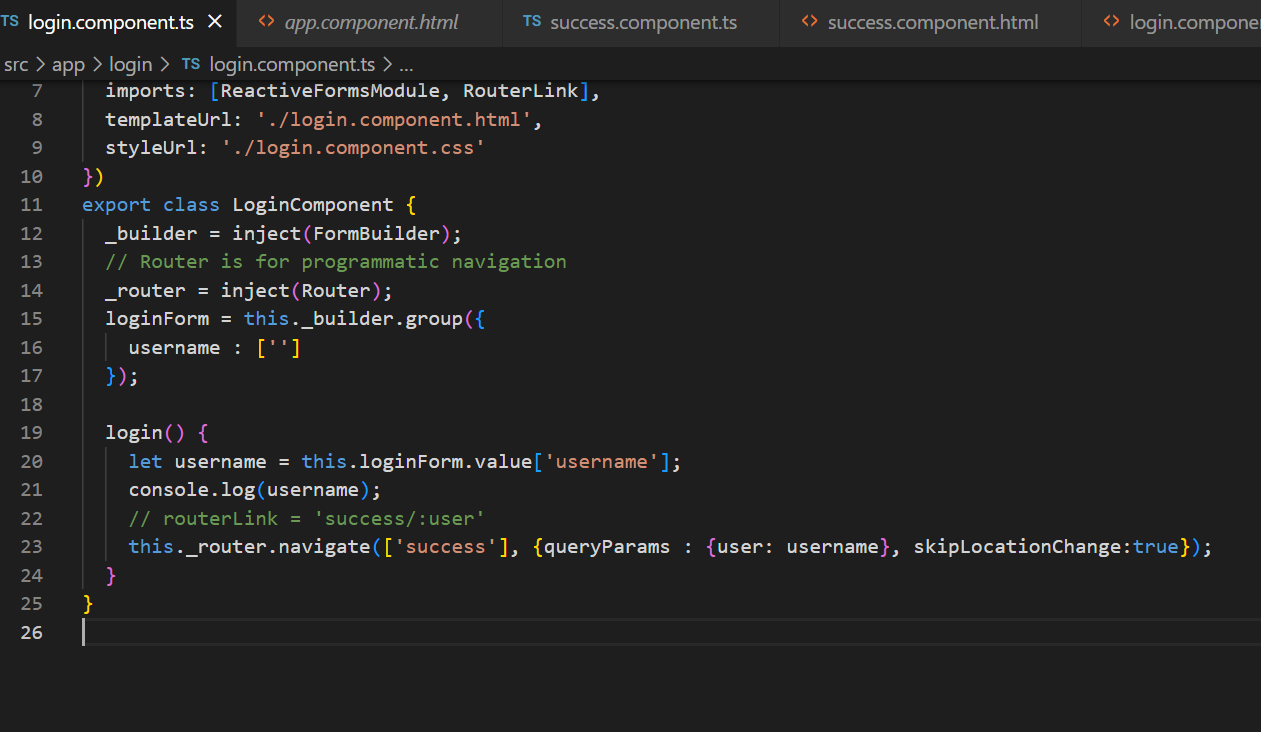 TS login.component.ts ×
<> app.component.html
TS success.component.ts
<> success.component.html
<> login.compone
src > app > login > TS login.component.ts > ...
7 imports: [ReactiveFormsModule, RouterLink],
8 templateUrl: './login.component.html',
9 styleUrl: './login.component.css'
10 })
11 export class LoginComponent {
12 _builder = inject(FormBuilder);
13 // Router is for programmatic navigation
14 _router = inject(Router);
15 loginForm = this._builder.group({
16 username : ['']
17 });
18
19 login() {
20 let username = this.loginForm.value['username'];
21 console.log(username);
22 // routerLink = 'success/:user'
23 this._router.navigate(['success'], {queryParams : {user: username}, skipLocationChange:true});
24 }
25 }
26